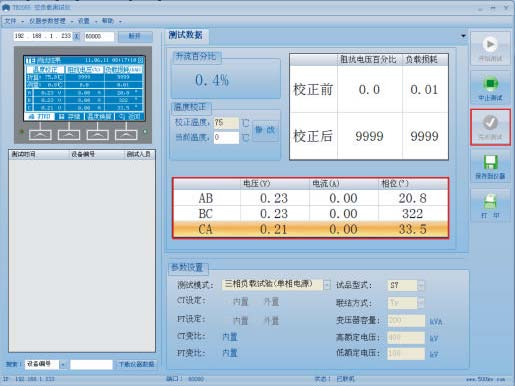 TE2055 空负载测试仪
文件 仪器参数管理 设置 帮助
192 .168 . 1 .233 : 60000 断开
测试时间 设备编号 测试人员
搜索: 设备编号 下载仪器数据
测试数据
升流百分比
0.4%
温度校正
校正温度: 75 ℃
当前温度: 0 ℃
修 改
阻抗电压百分比 负载损耗
校正前 0.0 0.01
校正后 9999 9999
电压(V) 电流(A) 相位(°)
AB 0.23 0.00 20.8
BC 0.23 0.00 322
CA 0.21 0.00 33.5
参数设置
测试模式: 三相负载试验(单相电源) 试品型式: S7
CT设定: 内置 外置 联结方式:
PT设定: 内置 外置 变压器容量: 200 kVA
CT变比: 内置 高额定电压: 400 kV
PT变比: 内置 低额定电压: 100 kV
开始测试
中止测试
完成测试
保存到仪器
打 印
IP 192.168.1.233 端口: 60000 状态: 已联机